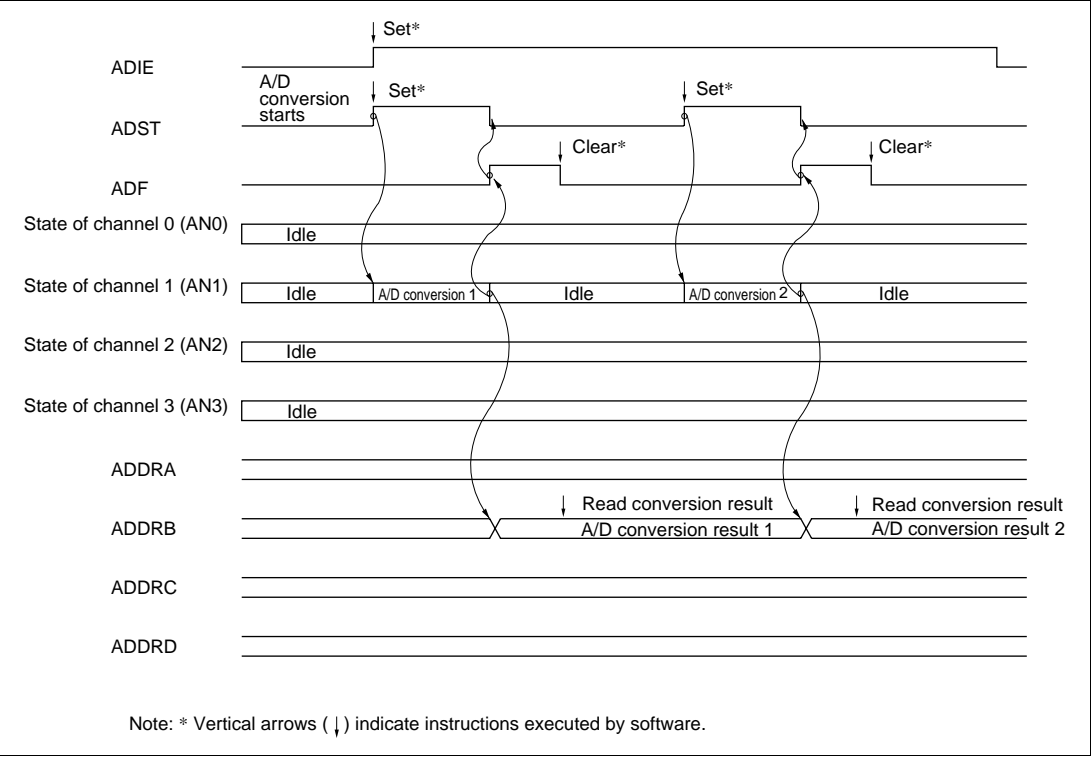 Set*
ADIE
A/D
conversion
starts
Set*
Set*
ADST
Clear*
Clear*
ADF
State of channel 0 (AN0)
Idle
State of channel 1 (AN1)
Idle
A/D conversion 1
Idle
A/D conversion 2
Idle
State of channel 2 (AN2)
Idle
State of channel 3 (AN3)
Idle
ADDRA
Read conversion result
Read conversion result
ADDRB
A/D conversion result 1
A/D conversion result 2
ADDRC
ADDRD
Note: * Vertical arrows (↓) indicate instructions executed by software.